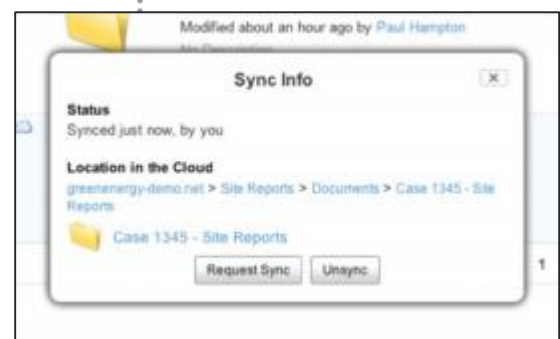 Modified about an hour ago by Paul Hampton
No Description
Sync Info
Status
Synced just now, by you
Location in the Cloud
greenenergy-demo.net > Site Reports > Documents > Case 1345 - Site
Reports
Case 1345 - Site Reports
Request Sync Unsync
1